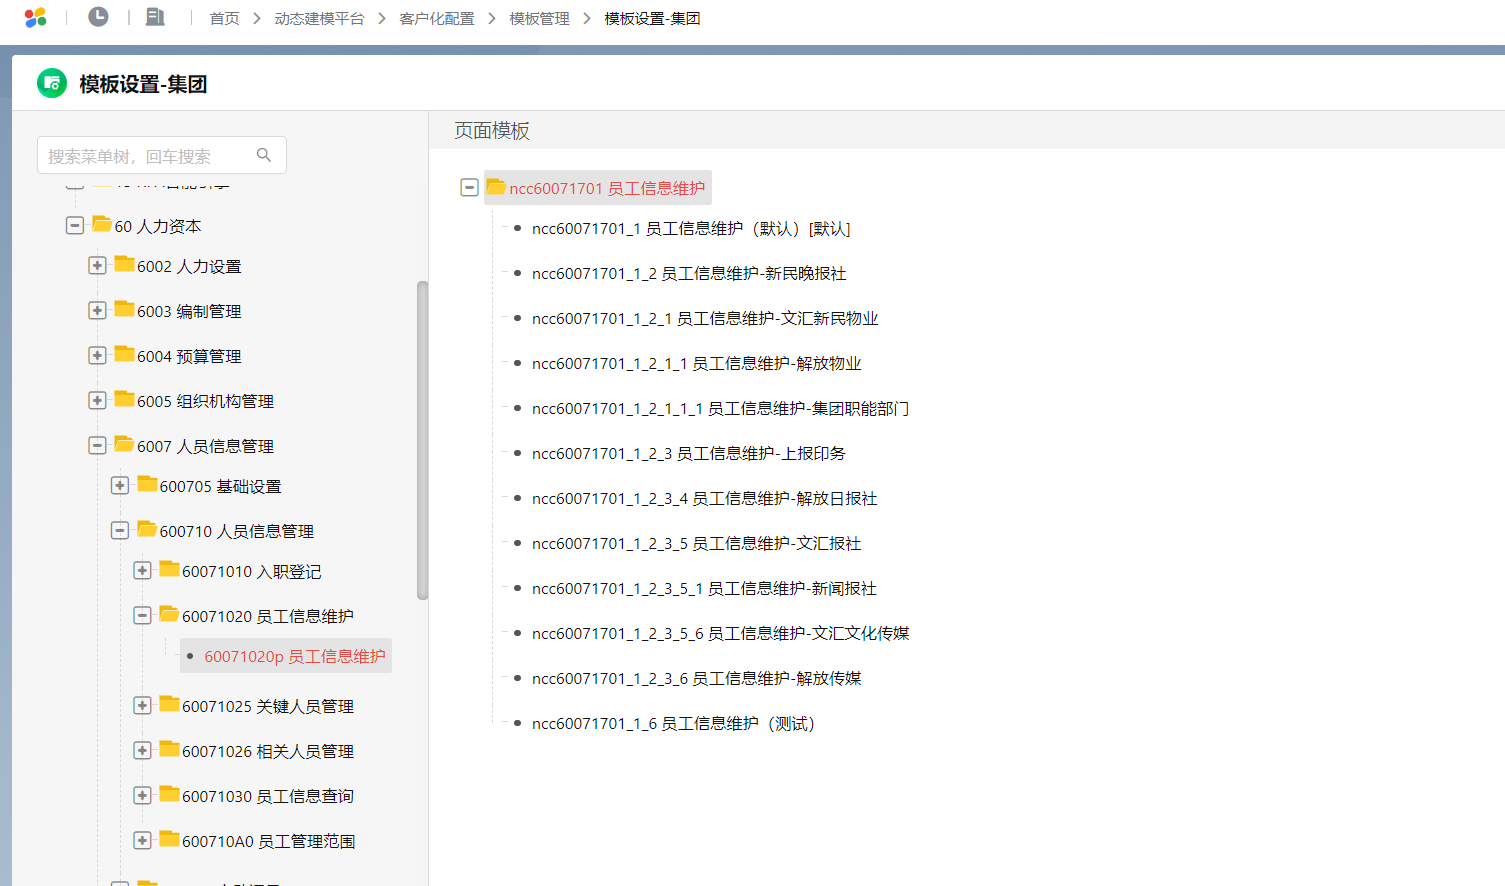 首页 动态建模平台 客户化配置 模板管理 模板设置-集团
模板设置-集团
搜索菜单树，回车搜索
60 人力资本
6002 人力设置
6003 编制管理
6004 预算管理
6005 组织机构管理
6007 人员信息管理
600705 基础设置
600710 人员信息管理
60071010 入职登记
60071020 员工信息维护
60071020p 员工信息维护
60071025 关键人员管理
60071026 相关人员管理
60071030 员工信息查询
600710A0 员工管理范围
页面模板
ncc60071701 员工信息维护
ncc60071701_1 员工信息维护（默认）[默认]
ncc60071701_1_2 员工信息维护-新民晚报社
ncc60071701_1_2_1 员工信息维护-文汇新民物业
ncc60071701_1_2_1_1 员工信息维护-解放物业
ncc60071701_1_2_1_1_1 员工信息维护-集团职能部门
ncc60071701_1_2_3 员工信息维护-上报印务
ncc60071701_1_2_3_4 员工信息维护-解放日报社
ncc60071701_1_2_3_5 员工信息维护-文汇报社
ncc60071701_1_2_3_5_1 员工信息维护-新闻报社
ncc60071701_1_2_3_5_6 员工信息维护-文汇文化传媒
ncc60071701_1_2_3_6 员工信息维护-解放传媒
ncc60071701_1_6 员工信息维护（测试）